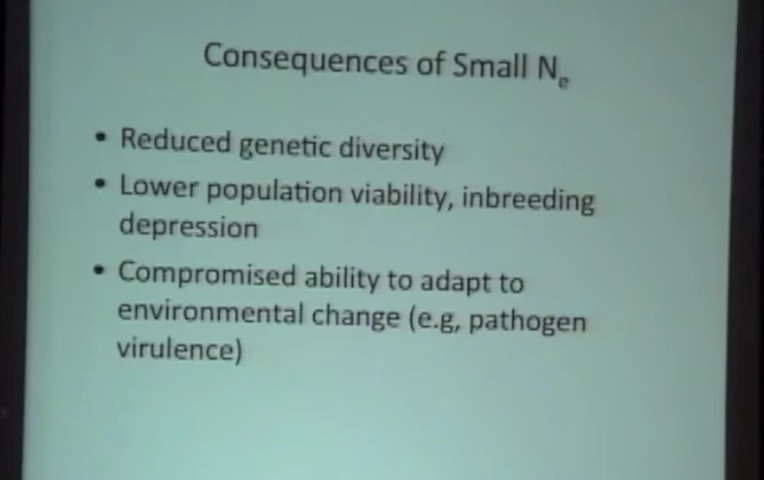 Consequences of Small Ne
• Reduced genetic diversity
• Lower population viability, inbreeding
depression
• Compromised ability to adapt to
environmental change (e.g, pathogen
virulence)